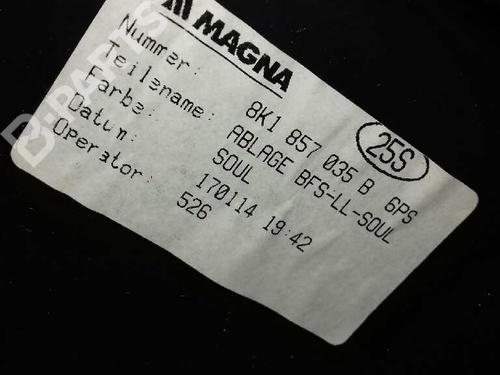 MAGNA
Nummer: 8K1 857 035 B 6PS
Teilename: ABLAGE BFS-LL-SOUL
Farbe: SOUL
Datum: 170114 19:42
Operator: 526
25S
B-PARTS